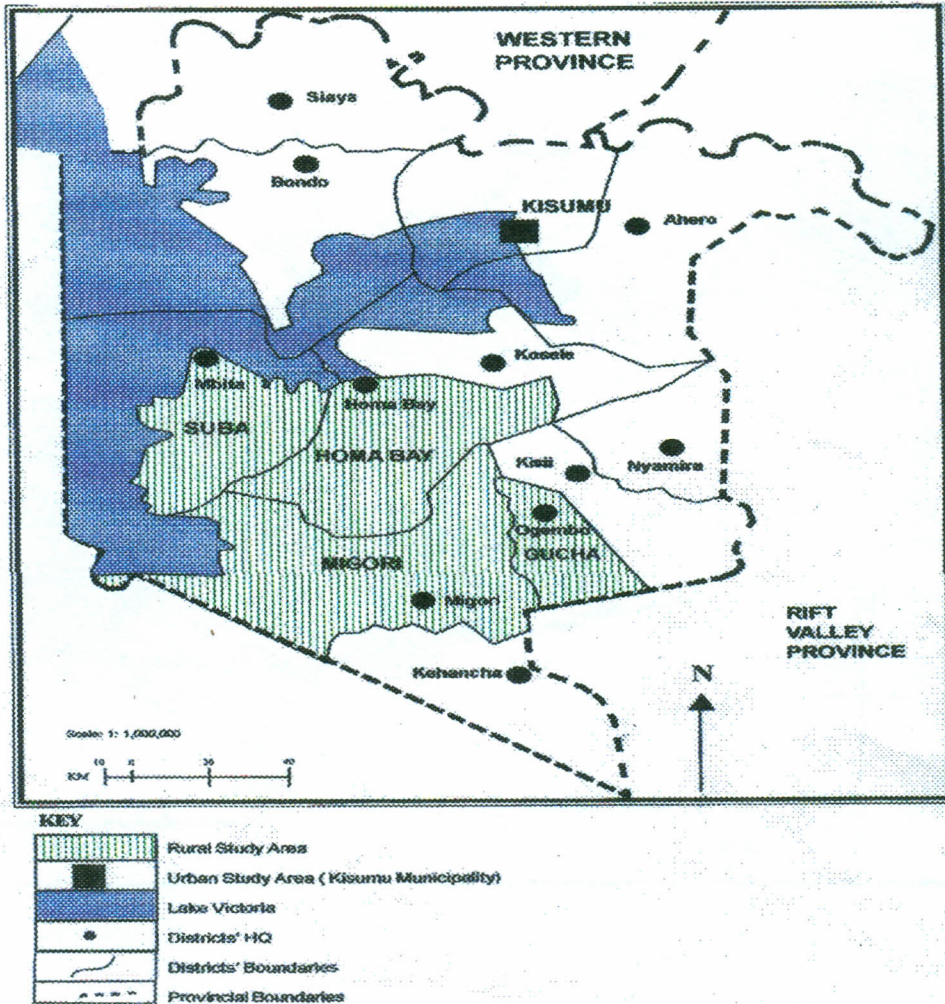 WESTERN
PROVINCE
Siaya
Bondo
KISUMU
Ahero
Kosele
Mbita
Homa Bay
SUBA
HOMA BAY
Kisii
Nyamira
Ogembo
GUCHA
MIGORI
Migori
RIFT
VALLEY
PROVINCE
Kehancha
N
Scale: 1: 1,000,000
KM
KEY
Rural Study Area
Urban Study Area ( Kisumu Municipality)
Lake Victoria
Districts' HQ
Districts' Boundaries
Provincial Boundaries